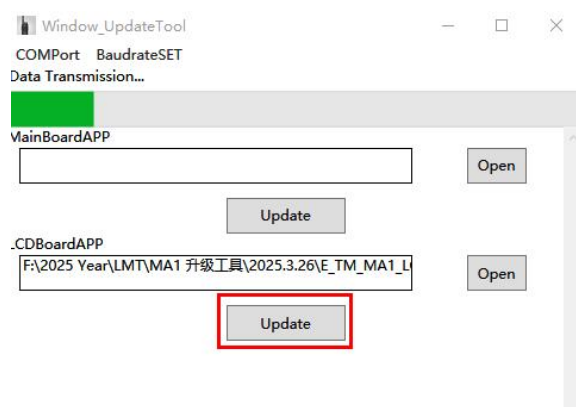 Window_UpdateTool
COMPort BaudrateSET
Data Transmission...
MainBoardAPP
Open
Update
LCDBoardAPP
F:\2025 Year\LMT\MA1 升级工具\2025.3.26\E_TM_MA1_L
Open
Update